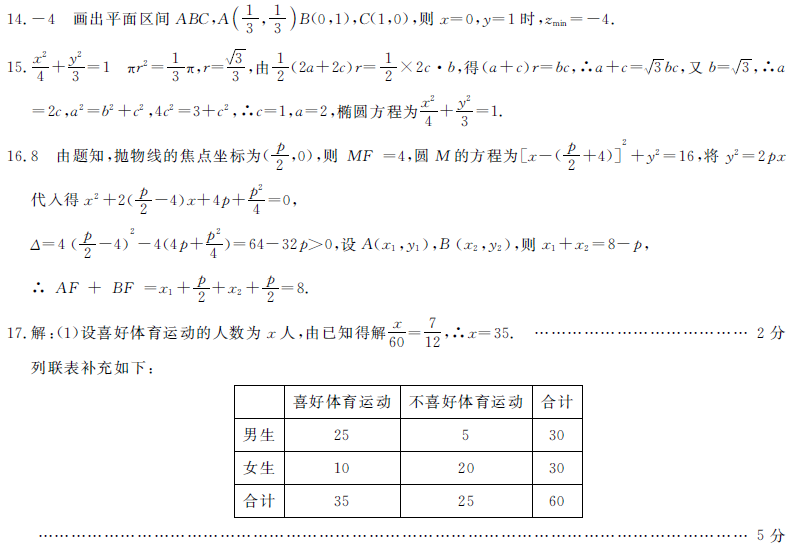 14.-4 画出平面区间 ABC,A(1/3,1/3)B(0,1),C(1,0),则 x=0,y=1 时,z_min=-4.
15.x²/4+y²/3=1 πr²=1/3π,r=√3/3,由1/2(2a+2c)r=1/2×2c·b,得(a+c)r=bc,∴a+c=√3bc,又 b=√3,∴a
=2c,a²=b²+c²,4c²=3+c²,∴c=1,a=2,椭圆方程为x²/4+y²/3=1.
16.8 由题知,抛物线的焦点坐标为(p/2,0),则 MF =4,圆 M 的方程为[x-(p/2+4)]²+y²=16,将 y²=2px
代入得 x²+2(p/2-4)x+4p+p²/4=0,
Δ=4 (p/2-4)²-4(4p+p²/4)=64-32p>0,设 A(x₁,y₁),B (x₂,y₂),则 x₁+x₂=8-p,
∴ AF + BF =x₁+p/2+x₂+p/2=8.
17.解:(1)设喜好体育运动的人数为 x 人,由已知得解x/60=7/12,∴x=35. ………………………………… 2 分
列联表补充如下:
喜好体育运动 不喜好体育运动 合计
男生 25 5 30
女生 10 20 30
合计 35 25 60
………………………………………………………………………………………………………………… 5 分